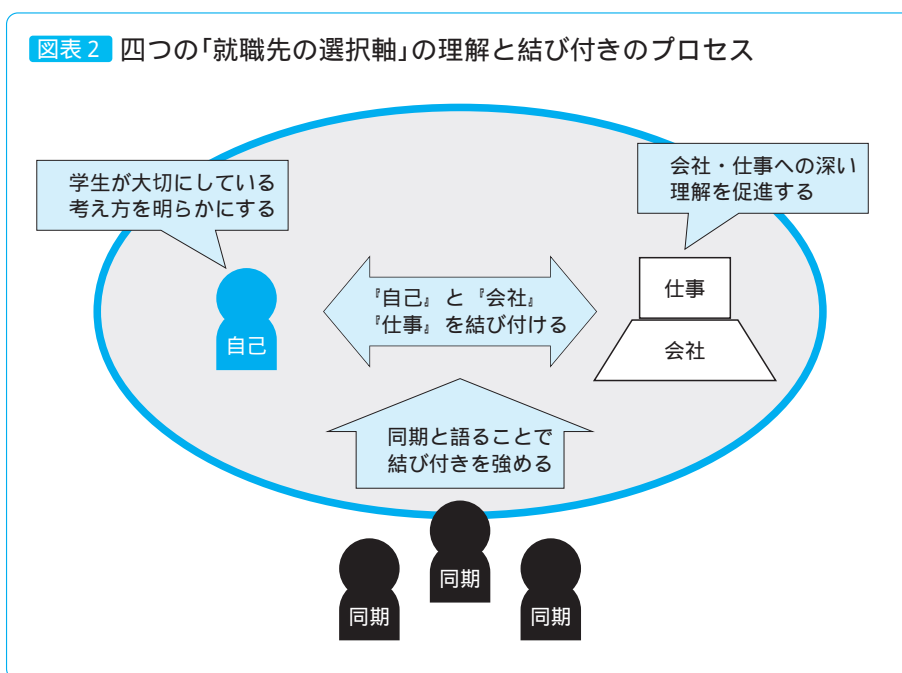 図表2 四つの「就職先の選択軸」の理解と結び付きのプロセス
学生が大切にしている
考え方を明らかにする
会社・仕事への深い
理解を促進する
自己
『自己』と『会社』
『仕事』を結び付ける
仕事
会社
同期と語ることで
結び付きを強める
同期
同期
同期